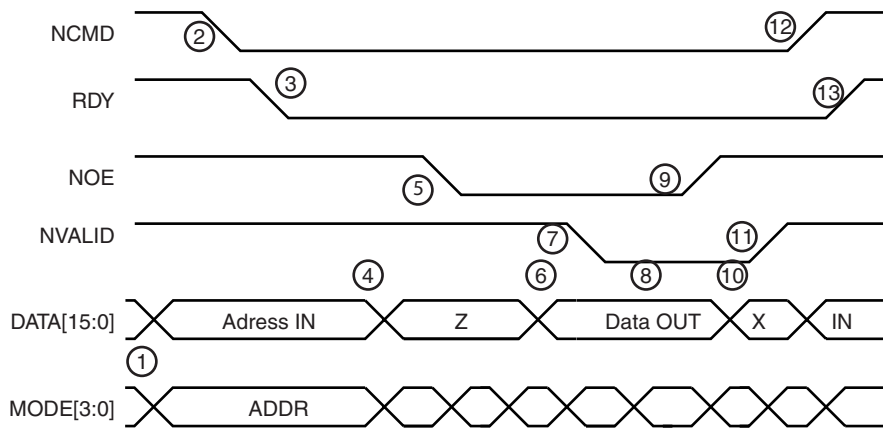 NCMD
2
12
RDY
3
13
NOE
5
9
NVALID
7
11
4
6
8
10
DATA[15:0]
Adress IN
Z
Data OUT
X
IN
1
MODE[3:0]
ADDR